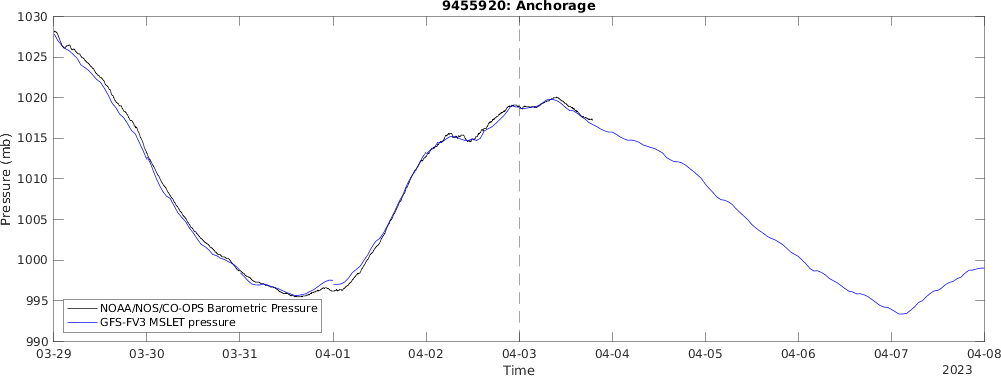 9455920: Anchorage
1030
1025
1020
1015
1010
1005
1000
995
990
Pressure (mb)
NOAA/NOS/CO-OPS Barometric Pressure
GFS-FV3 MSLET pressure
03-29 03-30 03-31 04-01 04-02 04-03 04-04 04-05 04-06 04-07 04-08
Time
2023